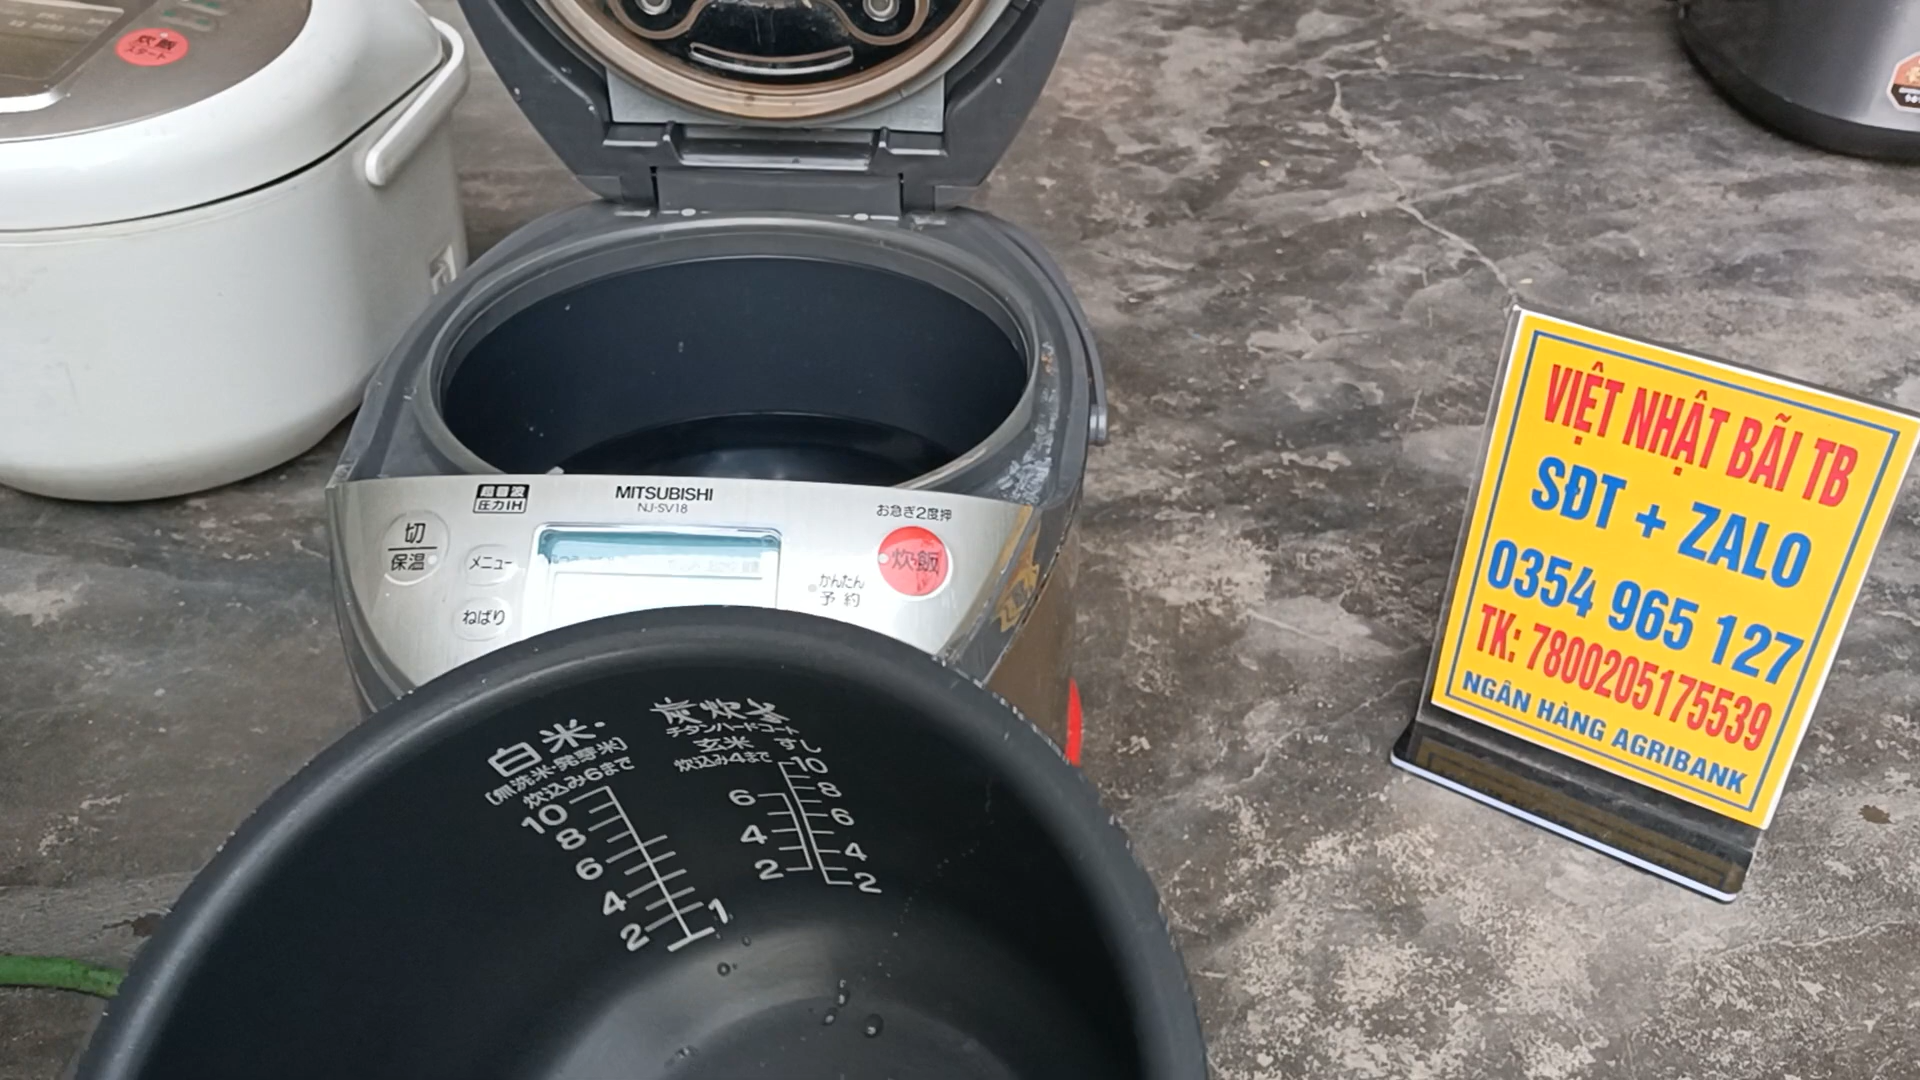 炊飯
スタート
超音波
圧力IH
MITSUBISHI
NJ-SV18
お急ぎ2度押
切
保温
メニュー
ねばり
炊飯
かんたん
予約
白米
(無洗米・発芽米)
炊込み6まで
10
8
6
4
2
1
炭炊釜
チタンハードコート
玄米
すし
炊込み4まで
6
4
2
10
8
6
4
2
VIỆT NHẬT BÃI TB
SĐT + ZALO
0354 965 127
TK: 7800205175539
NGÂN HÀNG AGRIBANK